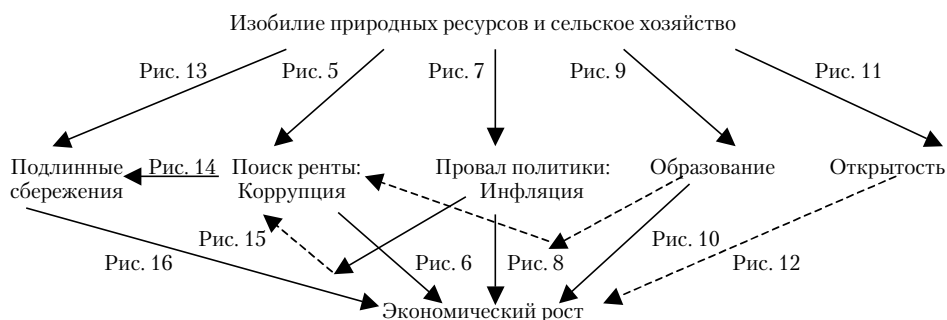 Изобилие природных ресурсов и сельское хозяйство
Рис. 13
Рис. 5
Рис. 7
Рис. 9
Рис. 11
Подлинные
сбережения
Рис. 14
Поиск ренты:
Коррупция
Провал политики:
Инфляция
Образование
Открытость
Рис. 16
Рис. 15
Рис. 6
Рис. 8
Рис. 10
Рис. 12
Экономический рост